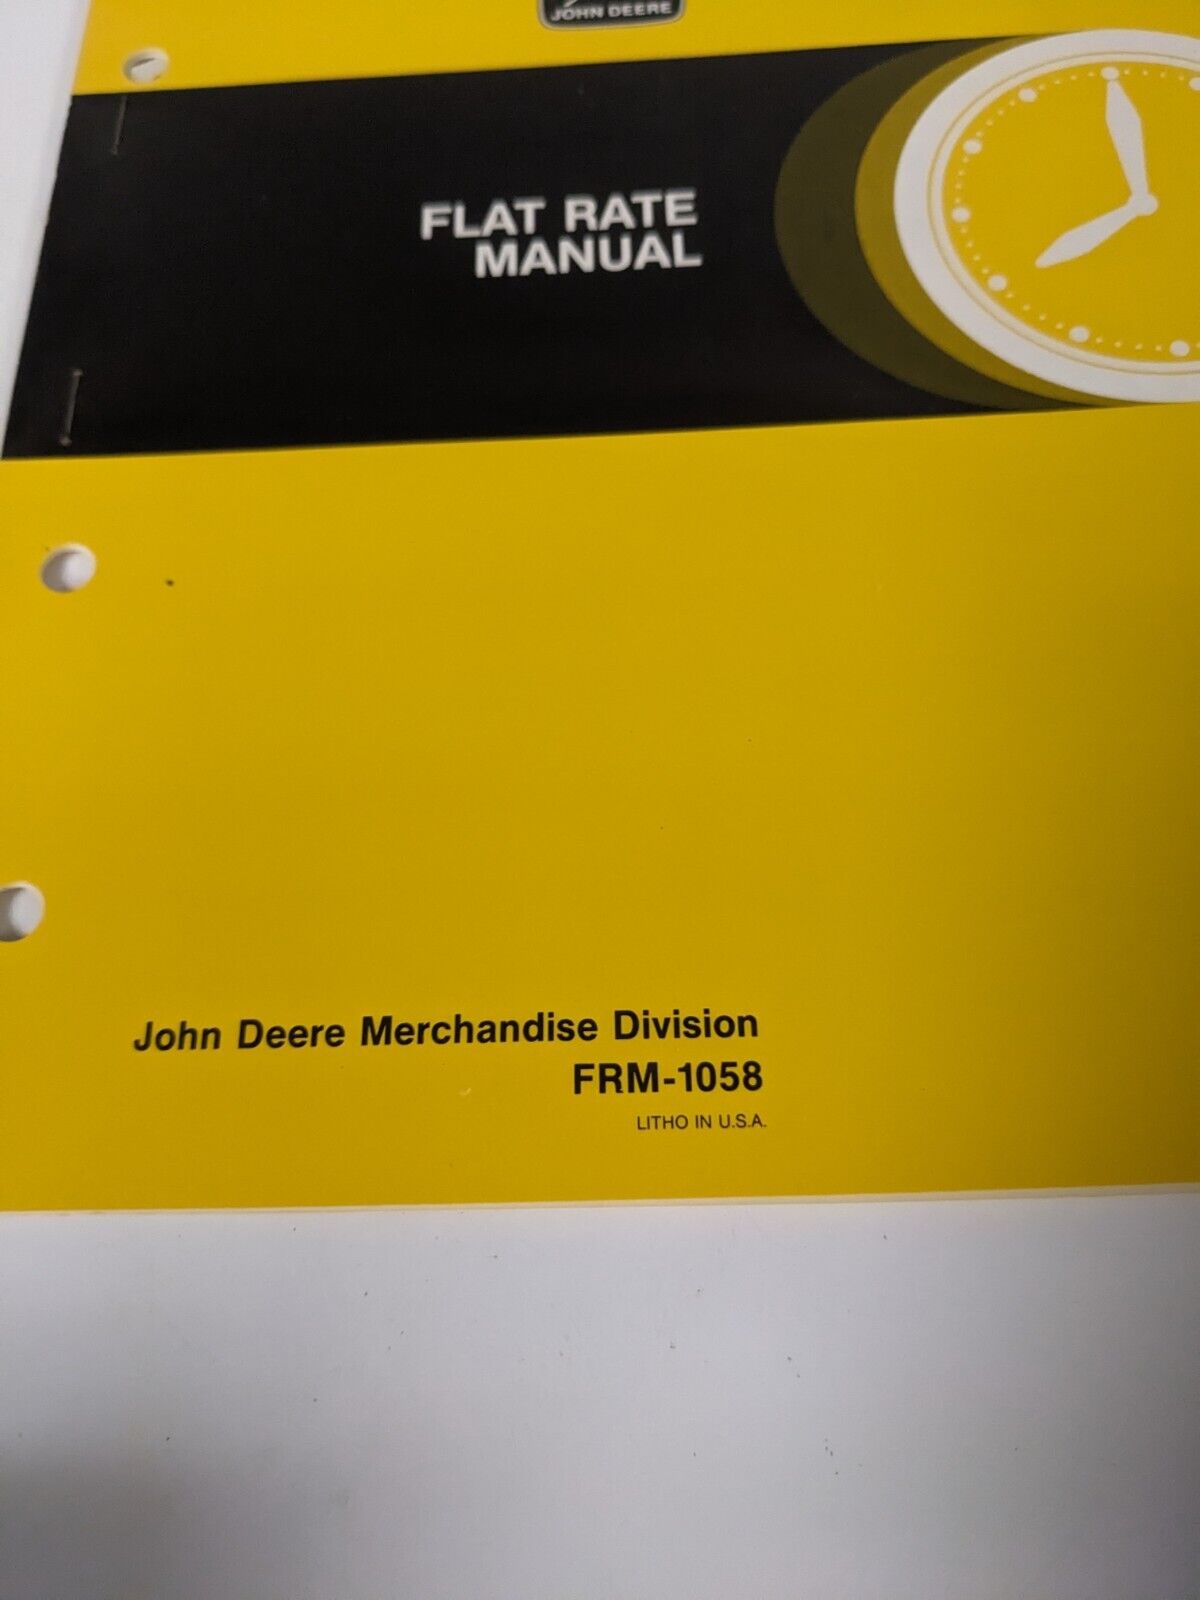 JOHN DEERE
FLAT RATE
MANUAL
John Deere Merchandise Division
FRM-1058
LITHO IN U.S.A.